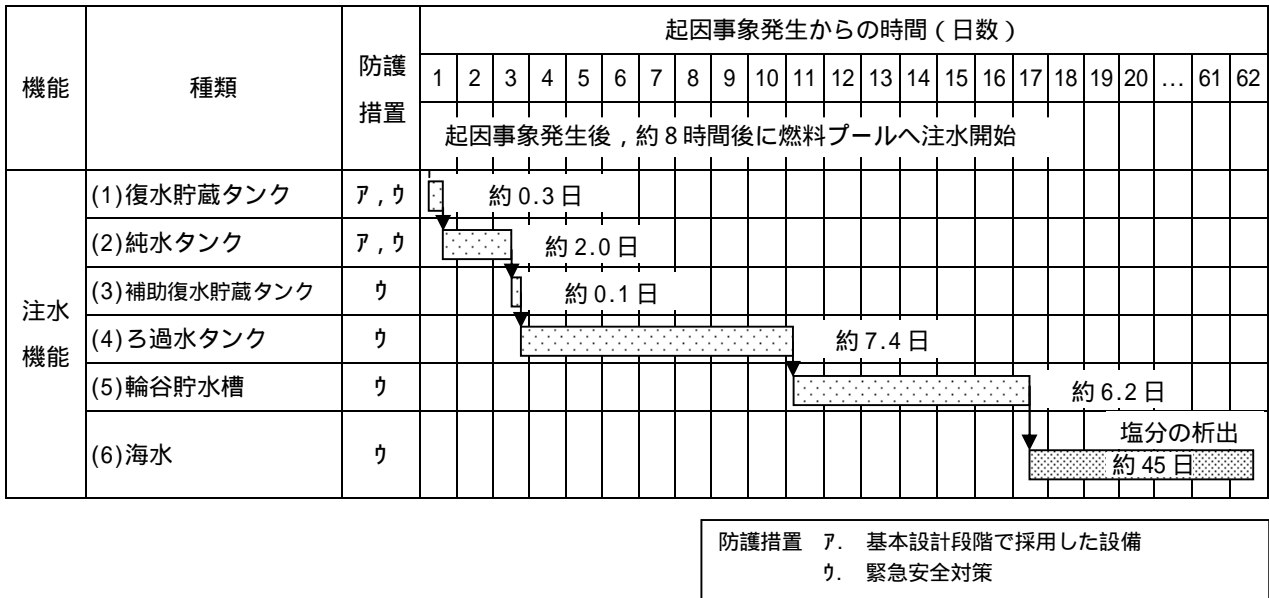 機能
種類
防護
措置
起因事象発生からの時間（日数）
1 2 3 4 5 6 7 8 9 10 11 12 13 14 15 16 17 18 19 20 … 61 62
起因事象発生後，約８時間後に燃料プールへ注水開始
注水
機能
(1)復水貯蔵タンク ｱ，ｳ 約0.3日
(2)純水タンク ｱ，ｳ 約2.0日
(3)補助復水貯蔵タンク ｳ 約0.1日
(4)ろ過水タンク ｳ 約7.4日
(5)輪谷貯水槽 ｳ 約6.2日
塩分の析出
(6)海水 ｳ 約45日
防護措置 ｱ. 基本設計段階で採用した設備
ｳ. 緊急安全対策